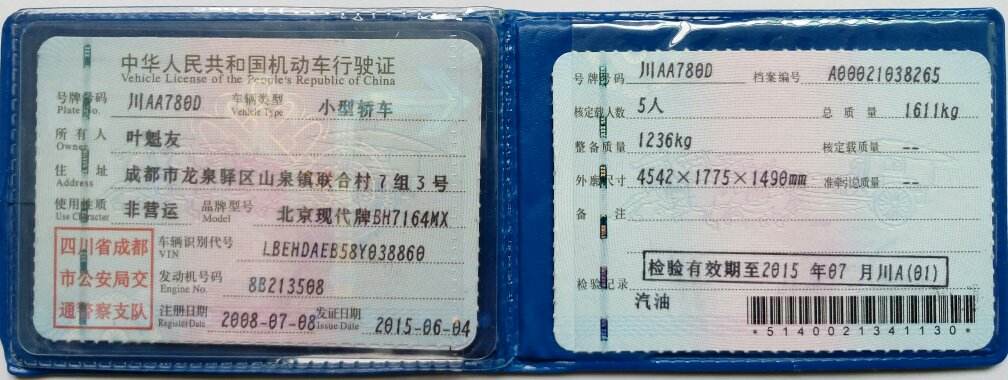 中华人民共和国机动车行驶证
Vehicle License of the People's Republic of China
号牌号码 川AA780D 车辆类型 小型轿车
Plate No. Vehicle Type
所有人 叶魁友
Owner
住址 成都市龙泉驿区山泉镇联合村7组3号
Address
使用性质 非营运 品牌型号 北京现代牌BH7164MX
Use Character Model
四川省成都
市公安局交
通警察支队
车辆识别代号 LBEHDAEB58Y038860
VIN
发动机号码 8B213508
Engine No.
注册日期 2008-07-08 发证日期 2015-06-04
Register Date Issue Date
号牌号码 川AA780D 档案编号 A00021038265
核定载人数 5人 总质量 1611kg
整备质量 1236kg 核定载质量 --
外廓尺寸 4542×1775×1490mm 准牵引总质量 --
备注
检验记录 检验有效期至2015 年07 月川A(01)
汽油
*5140021341130*